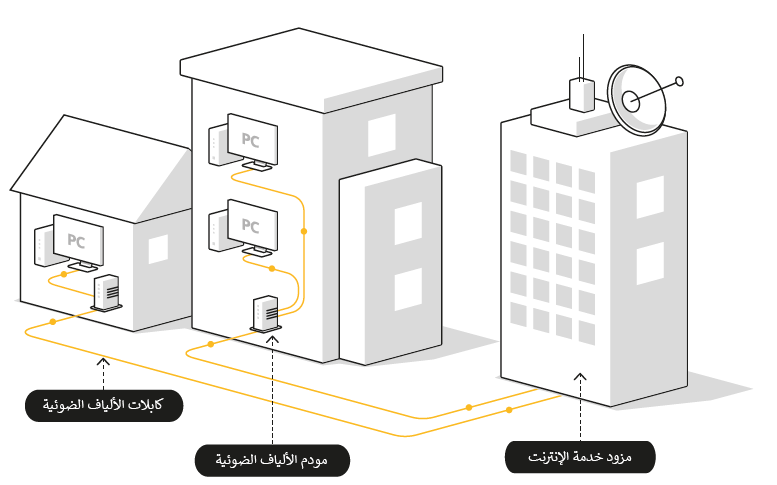 PC
PC
PC
كابلات الألياف الضوئية
مودم الألياف الضوئية
مزود خدمة الإنترنت